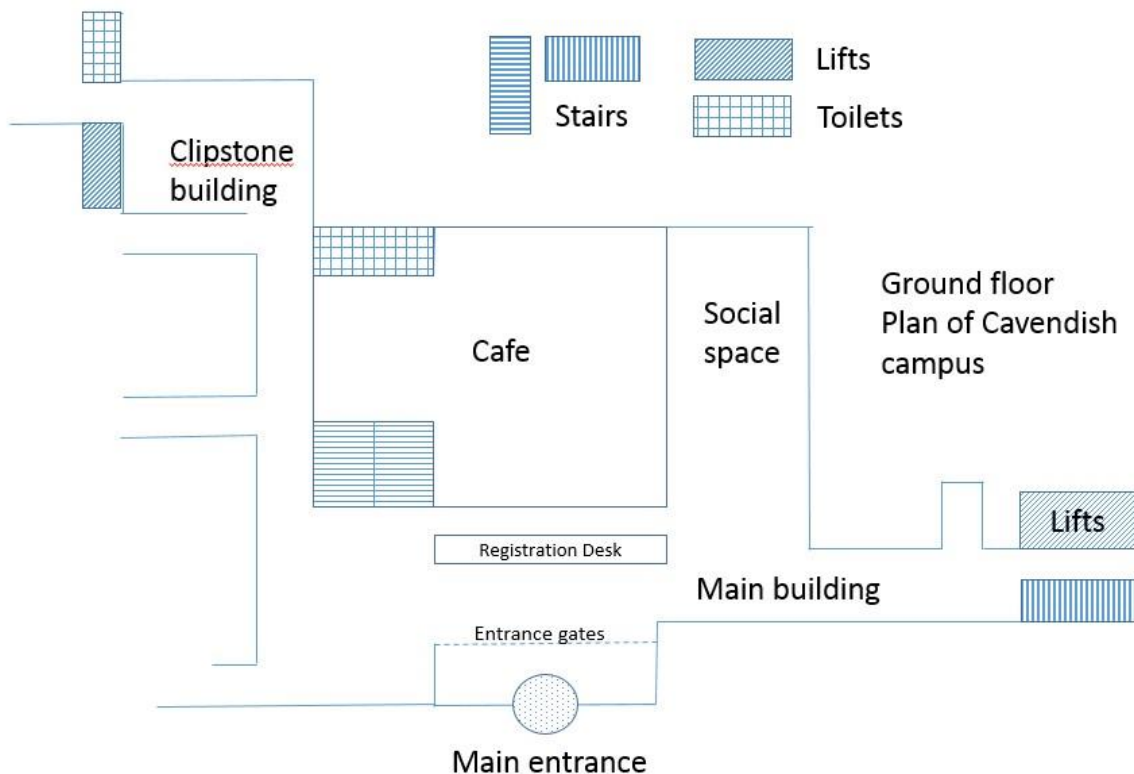 Lifts
Stairs
Toilets
Clipstone
building
Cafe
Social
space
Ground floor
Plan of Cavendish
campus
Lifts
Registration Desk
Main building
Entrance gates
Main entrance